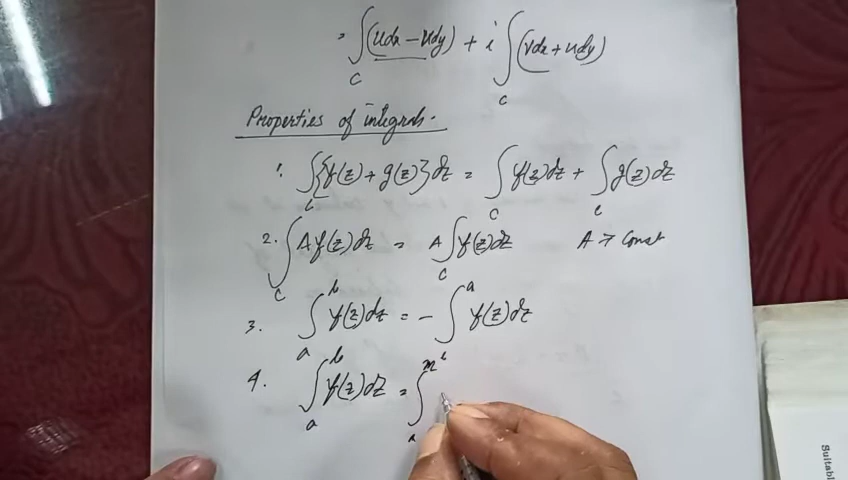 = ∫_C (udx - vdy) + i ∫_C (vdx + udy)
Properties of integrals.
1. ∫_C {f(z) + g(z)} dz = ∫_C f(z) dz + ∫_C g(z) dz
2. ∫_C A f(z) dz = A ∫_C f(z) dz A → Const
3. ∫_a^b f(z) dz = - ∫^a f(z) dz
4. ∫_a^b f(z) dz = ∫_a^m
Suitabl